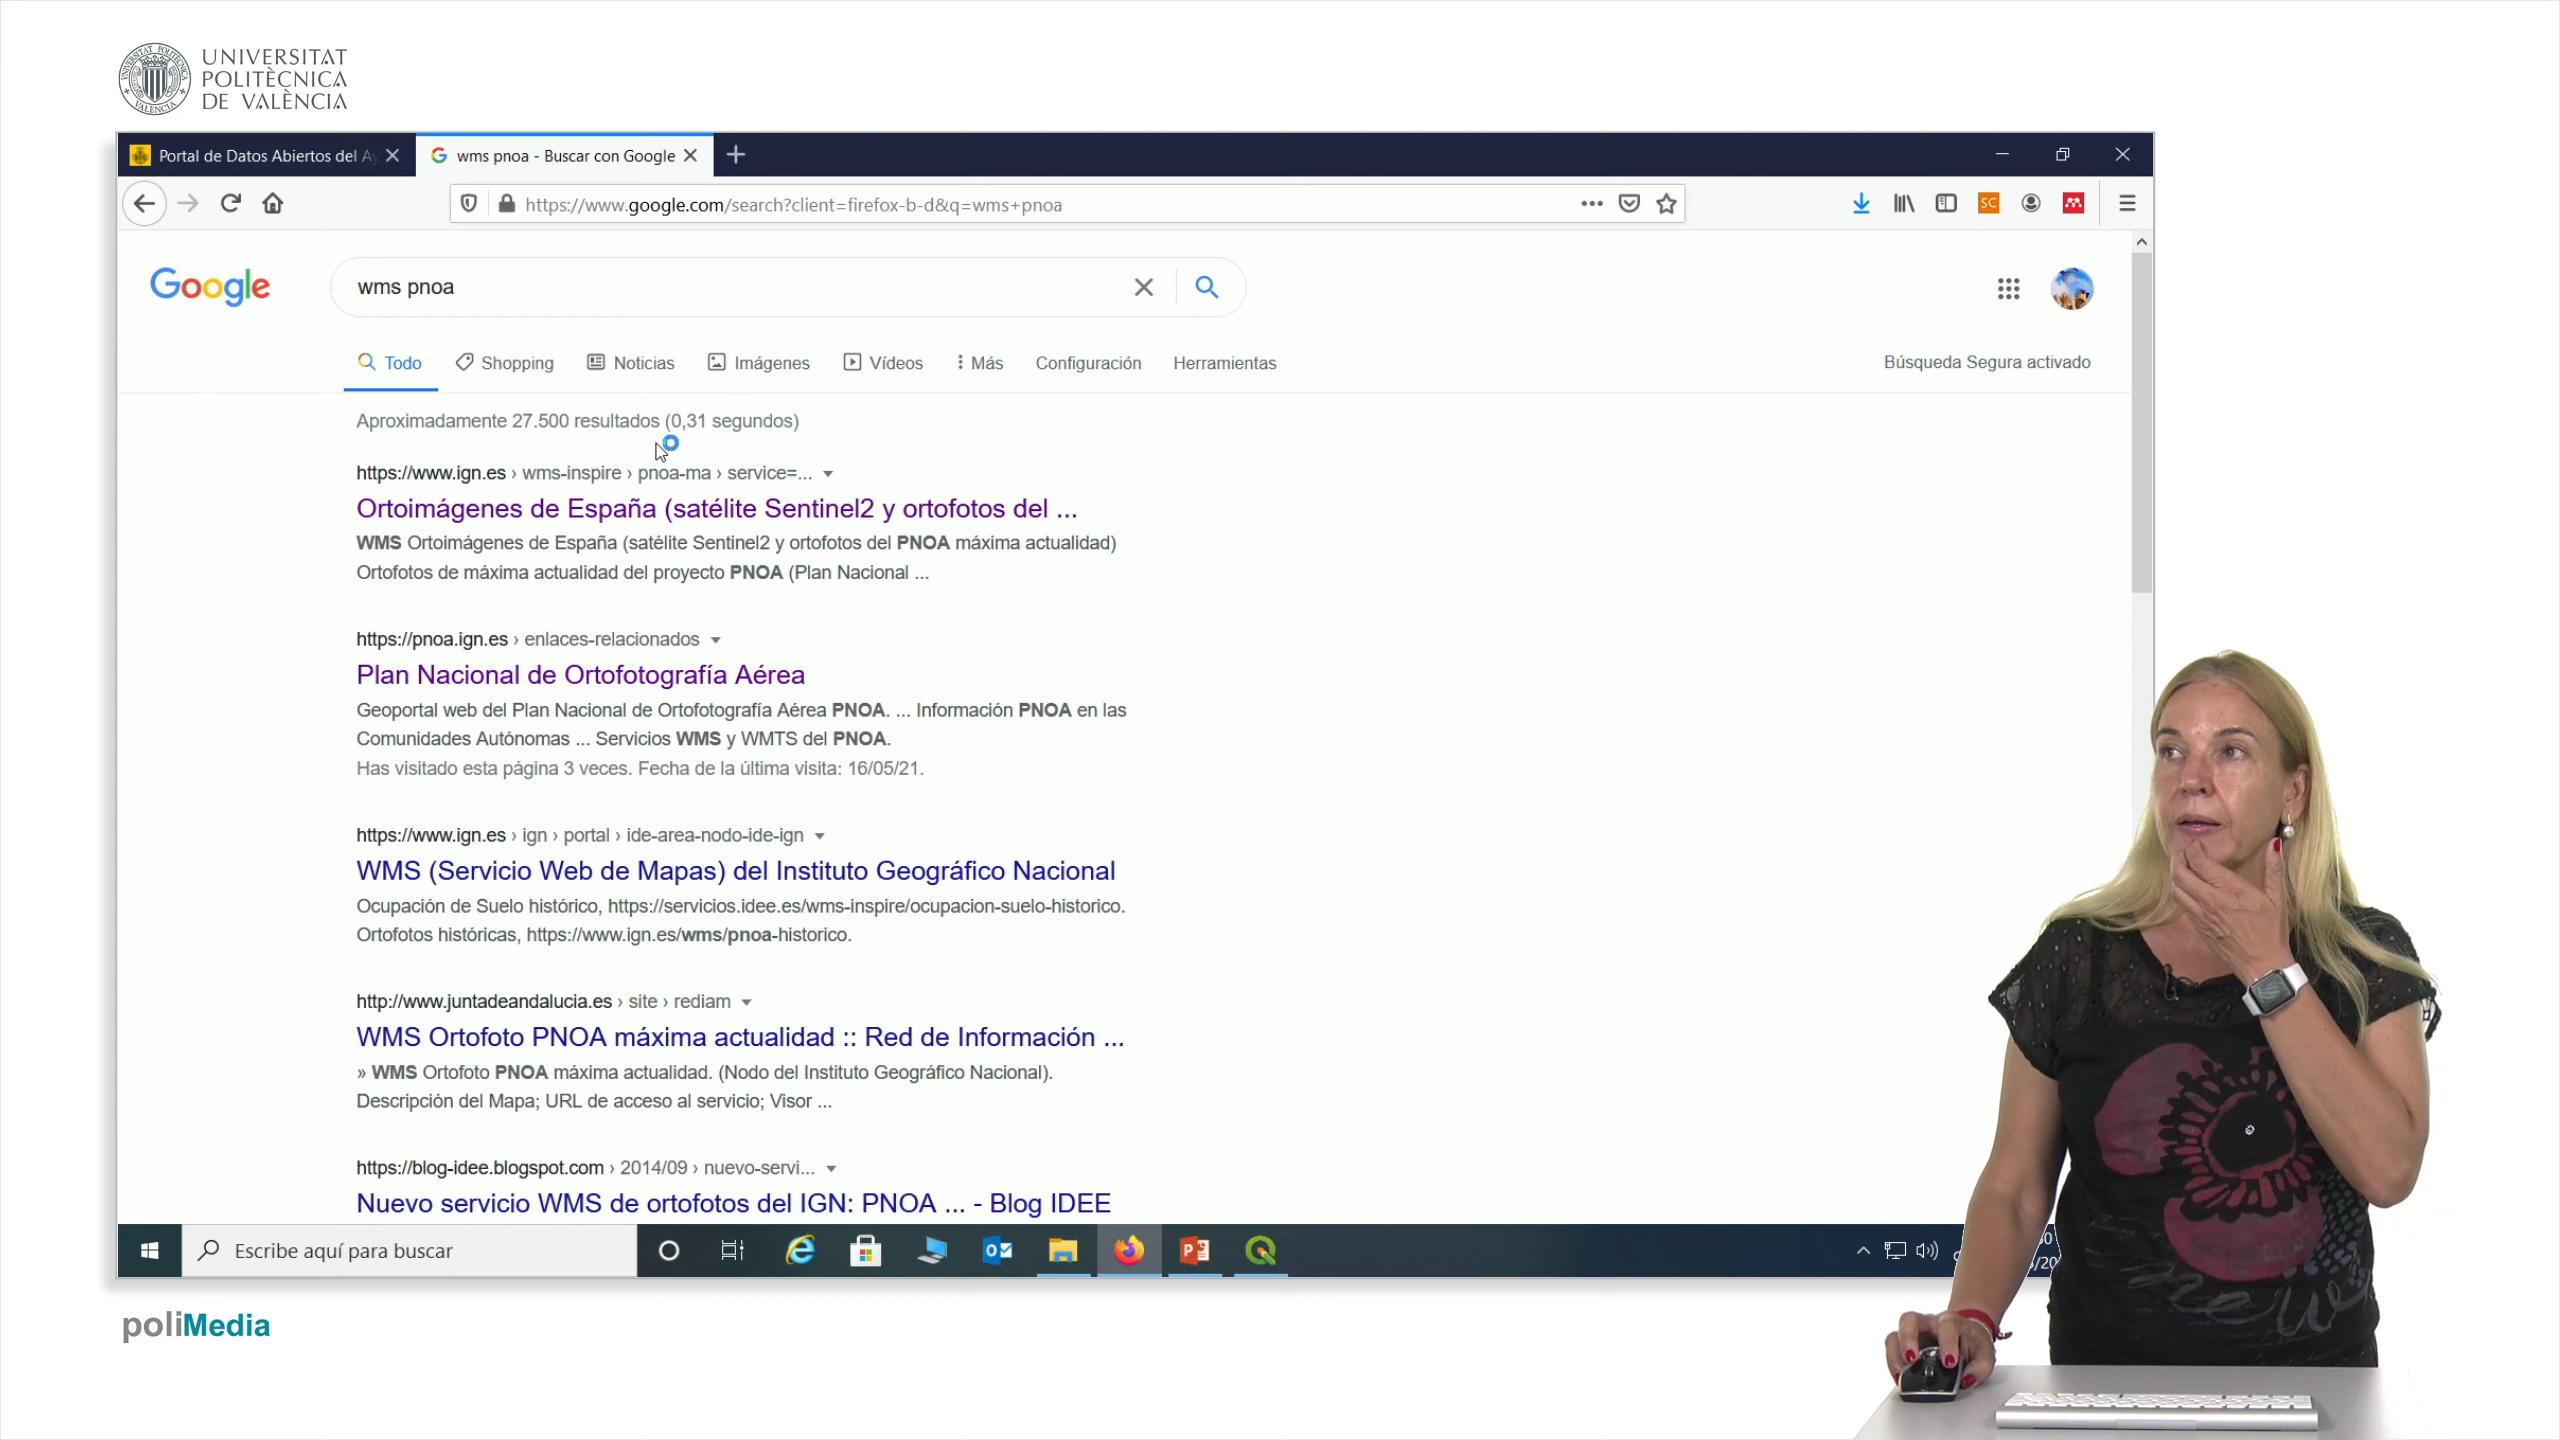 UNIVERSITAT
POLITÈCNICA
DE VALÈNCIA
Portal de Datos Abiertos del Ay
wms pnoa - Buscar con Google
https://www.google.com/search?client=firefox-b-d&q=wms+pnoa
SC
Google
wms pnoa
Todo
Shopping
Noticias
Imágenes
Vídeos
Más
Configuración
Herramientas
Búsqueda Segura activado
Aproximadamente 27.500 resultados (0,31 segundos)
https://www.ign.es › wms-inspire › pnoa-ma › service=...
Ortoimágenes de España (satélite Sentinel2 y ortofotos del ...
WMS Ortoimágenes de España (satélite Sentinel2 y ortofotos del PNOA máxima actualidad)
Ortofotos de máxima actualidad del proyecto PNOA (Plan Nacional ...
https://pnoa.ign.es › enlaces-relacionados
Plan Nacional de Ortofotografía Aérea
Geoportal web del Plan Nacional de Ortofotografía Aérea PNOA. ... Información PNOA en las
Comunidades Autónomas ... Servicios WMS y WMTS del PNOA.
Has visitado esta página 3 veces. Fecha de la última visita: 16/05/21.
https://www.ign.es › ign › portal › ide-area-nodo-ide-ign
WMS (Servicio Web de Mapas) del Instituto Geográfico Nacional
Ocupación de Suelo histórico, https://servicios.idee.es/wms-inspire/ocupacion-suelo-historico.
Ortofotos históricas, https://www.ign.es/wms/pnoa-historico.
http://www.juntadeandalucia.es › site › rediam
WMS Ortofoto PNOA máxima actualidad :: Red de Información ...
» WMS Ortofoto PNOA máxima actualidad. (Nodo del Instituto Geográfico Nacional).
Descripción del Mapa; URL de acceso al servicio; Visor ...
https://blog-idee.blogspot.com › 2014/09 › nuevo-servi...
Nuevo servicio WMS de ortofotos del IGN: PNOA ... - Blog IDEE
Escribe aquí para buscar
poliMedia